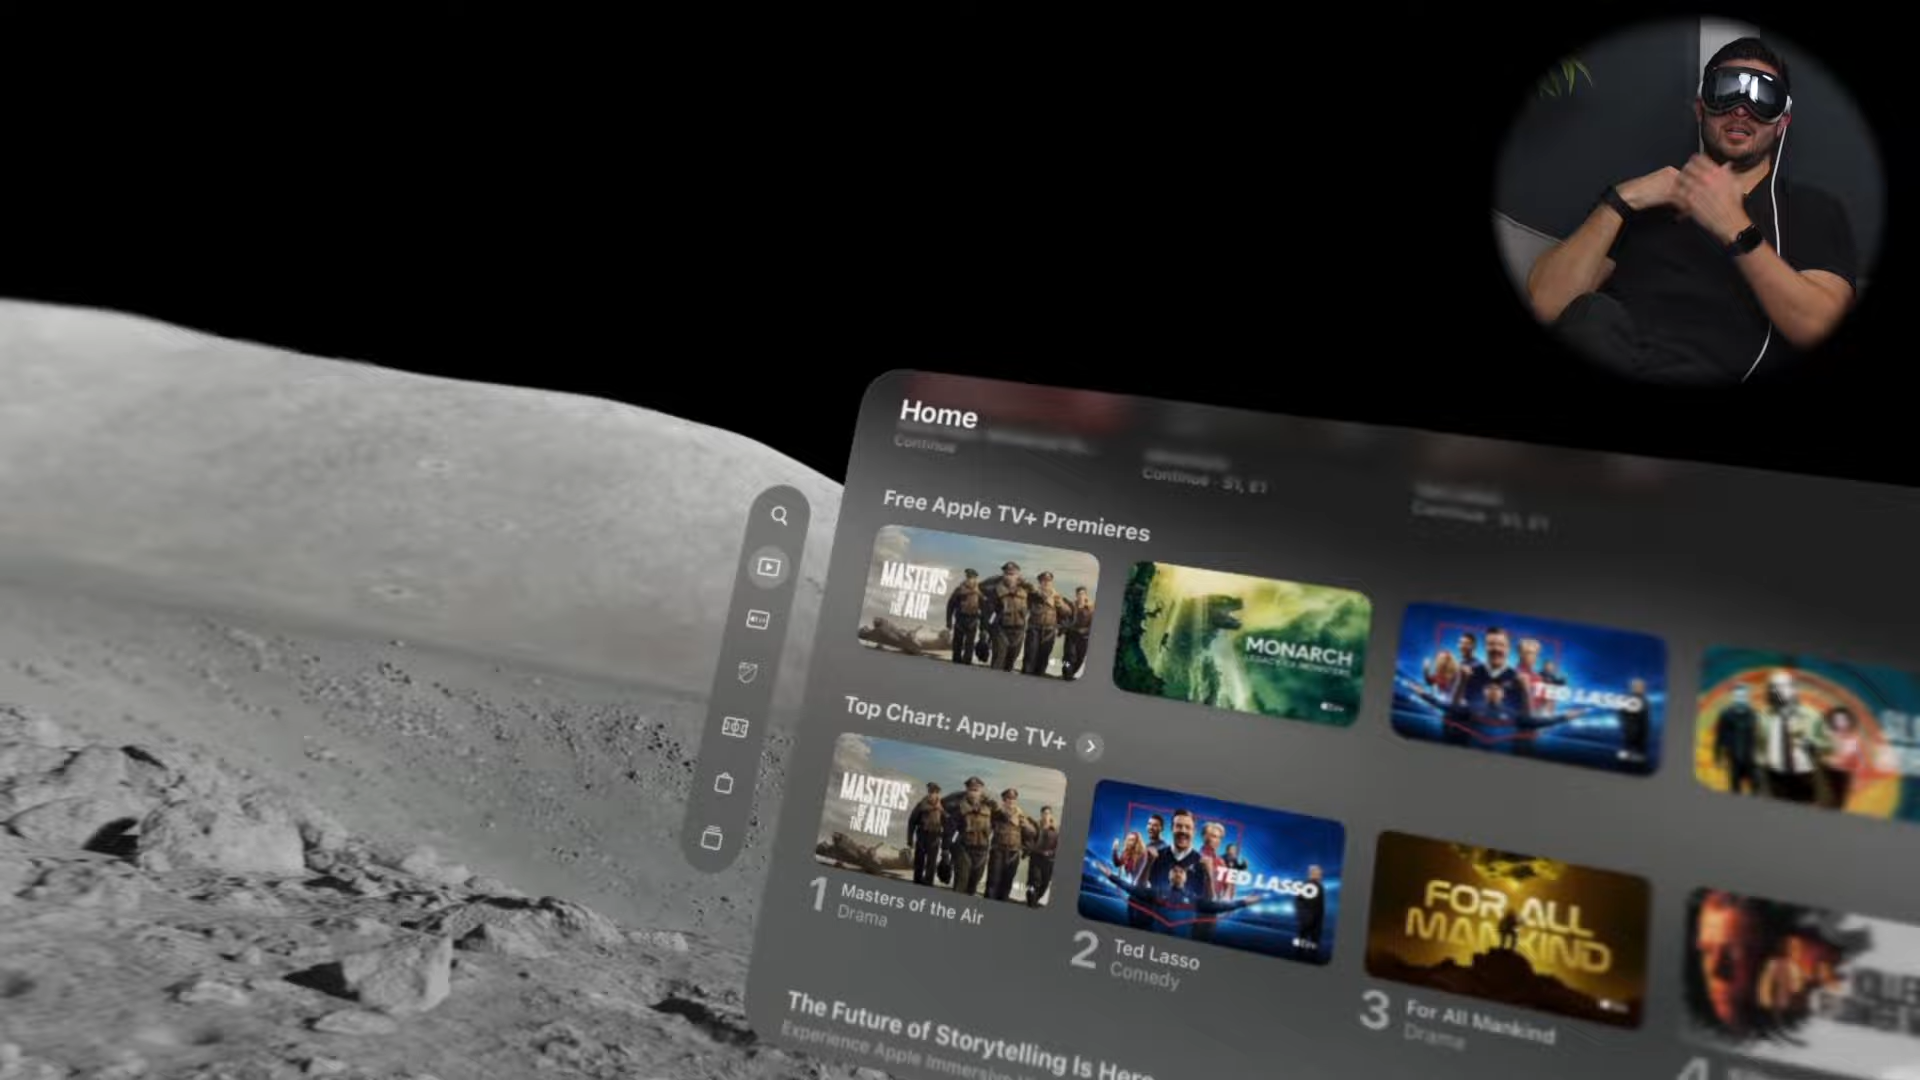 Home
Continue
Continue · S1, E1
Continue · S1, E1
Free Apple TV+ Premieres
MASTERS OF THE AIR
MONARCH
LEGACY OF MONSTERS
TED LASSO
Top Chart: Apple TV+
MASTERS OF THE AIR
TED LASSO
FOR ALL MANKIND
1 Masters of the Air
Drama
2 Ted Lasso
Comedy
3 For All Mankind
Drama
4
The Future of Storytelling Is Here
Experience Apple Immersive